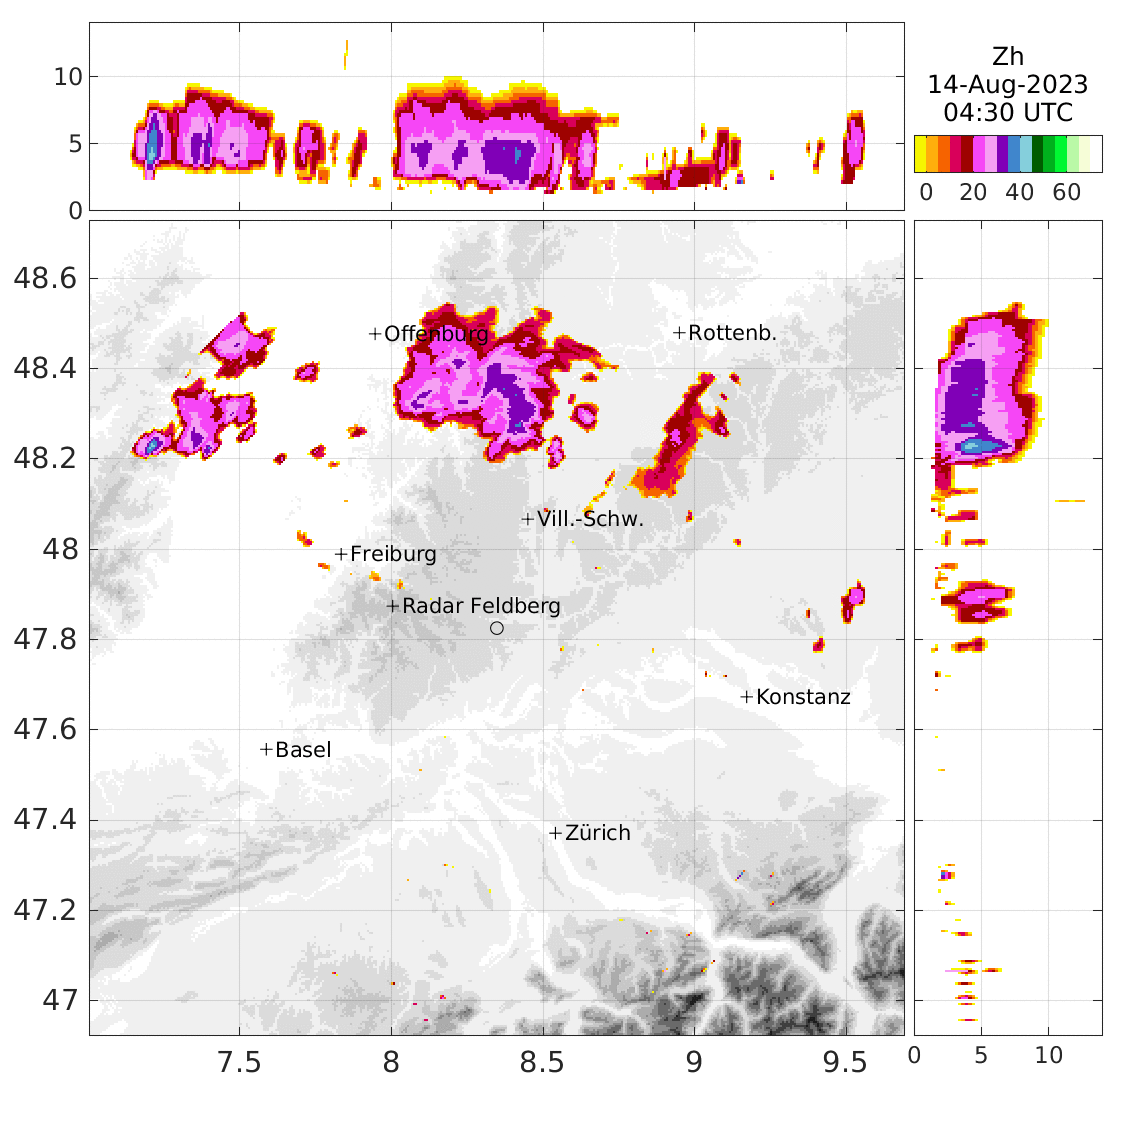 10
5
0
Zh
14-Aug-2023
04:30 UTC
0 20 40 60
48.6
48.4
48.2
48
47.8
47.6
47.4
47.2
47
+Offenburg
+Rottenb.
+Vill.-Schw.
+Freiburg
+Radar Feldberg
+Konstanz
+Basel
+Zürich
7.5 8 8.5 9 9.5
0 5 10